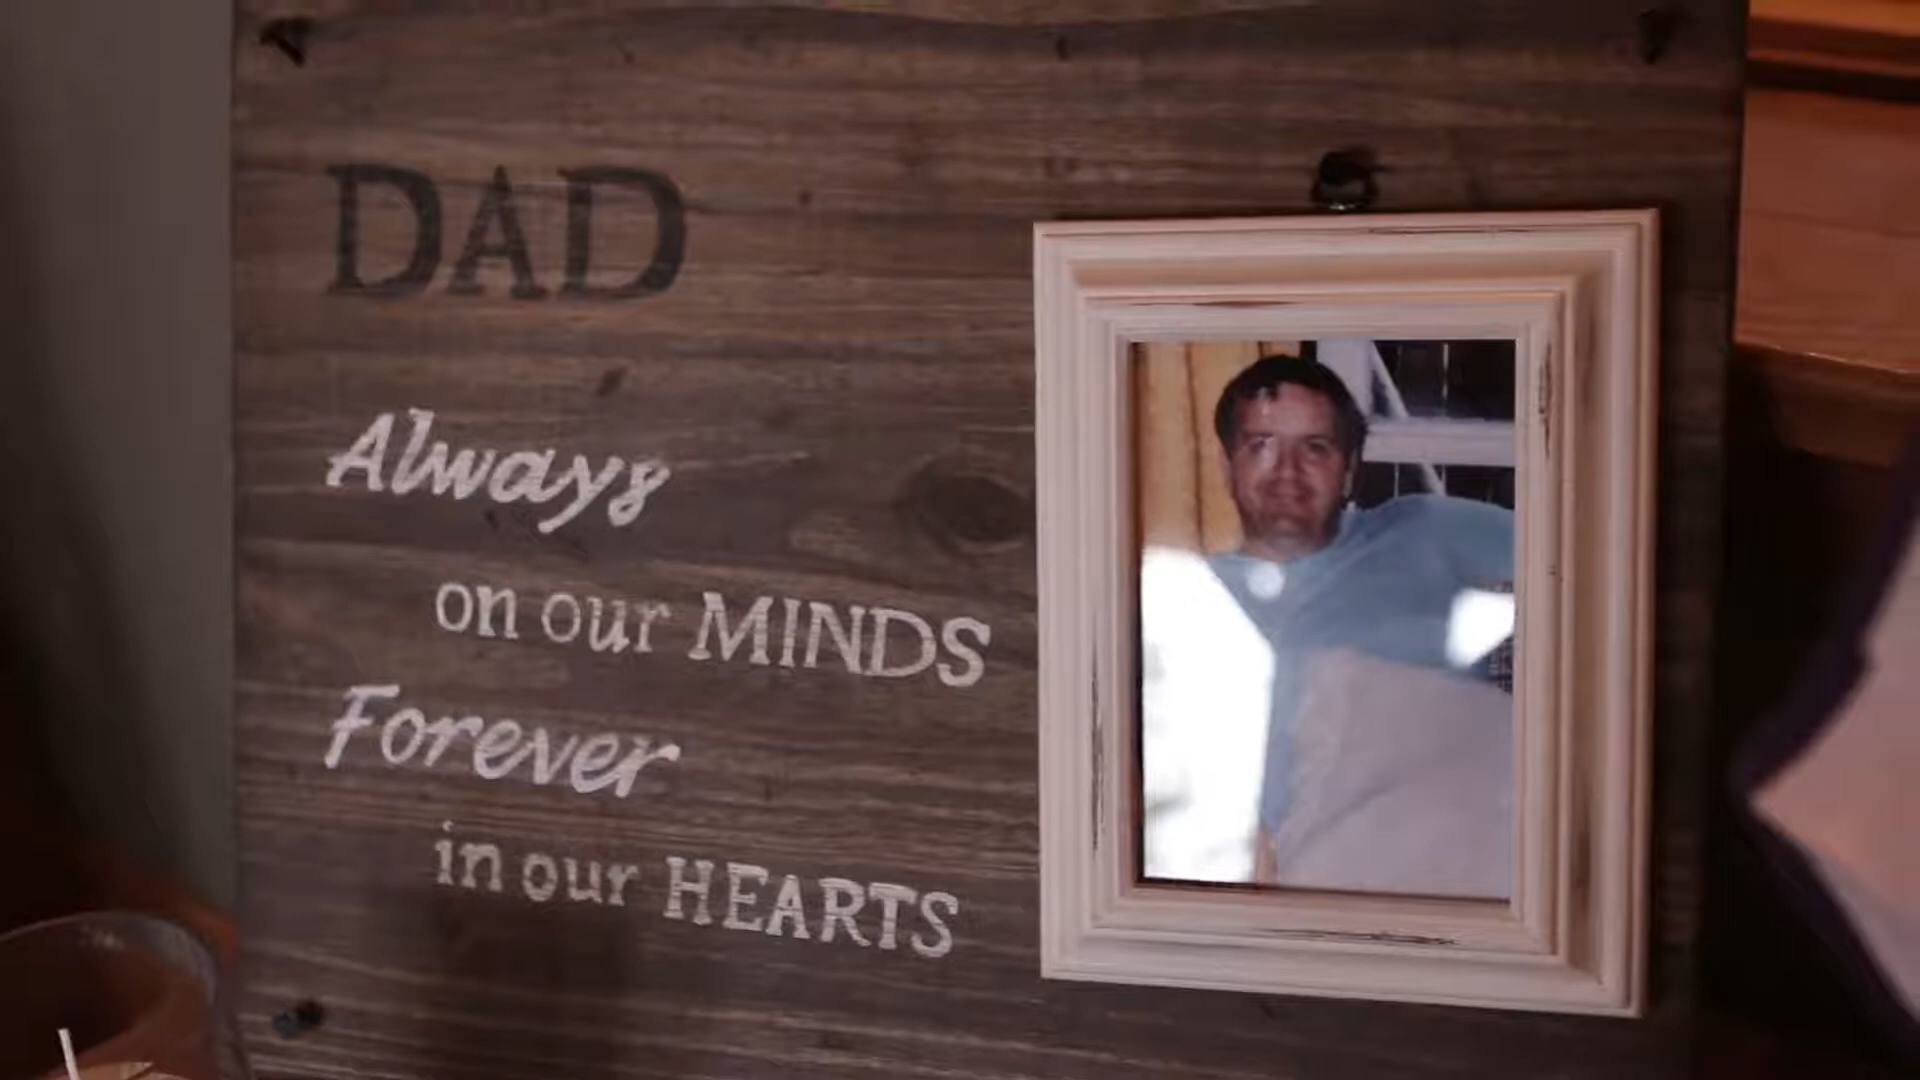 DAD
Always
on our MINDS
Forever
in our HEARTS